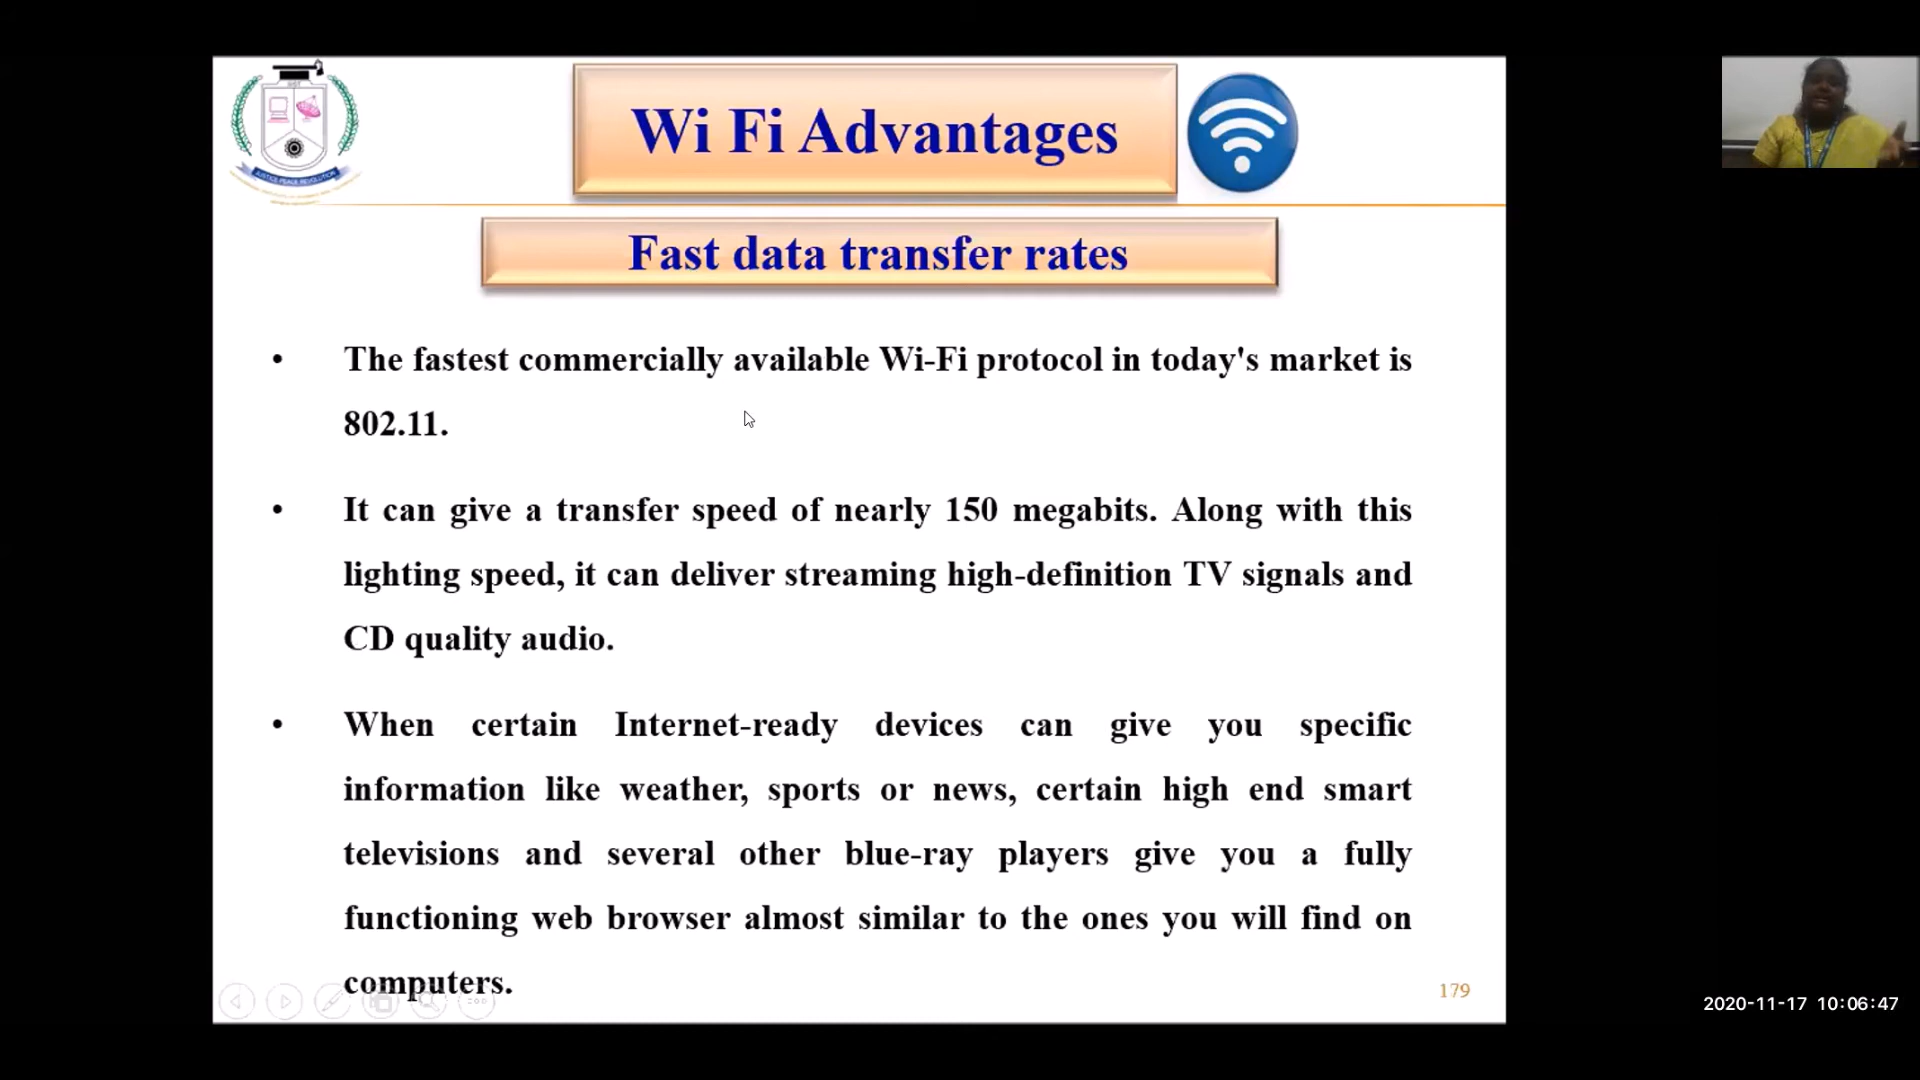 Wi Fi Advantages
Fast data transfer rates
• The fastest commercially available Wi-Fi protocol in today's market is
802.11.
• It can give a transfer speed of nearly 150 megabits. Along with this
lighting speed, it can deliver streaming high-definition TV signals and
CD quality audio.
• When certain Internet-ready devices can give you specific
information like weather, sports or news, certain high end smart
televisions and several other blue-ray players give you a fully
functioning web browser almost similar to the ones you will find on
computers.
179
JUSTICE·PEACE·REVOLUTION
2020-11-17 10:06:47